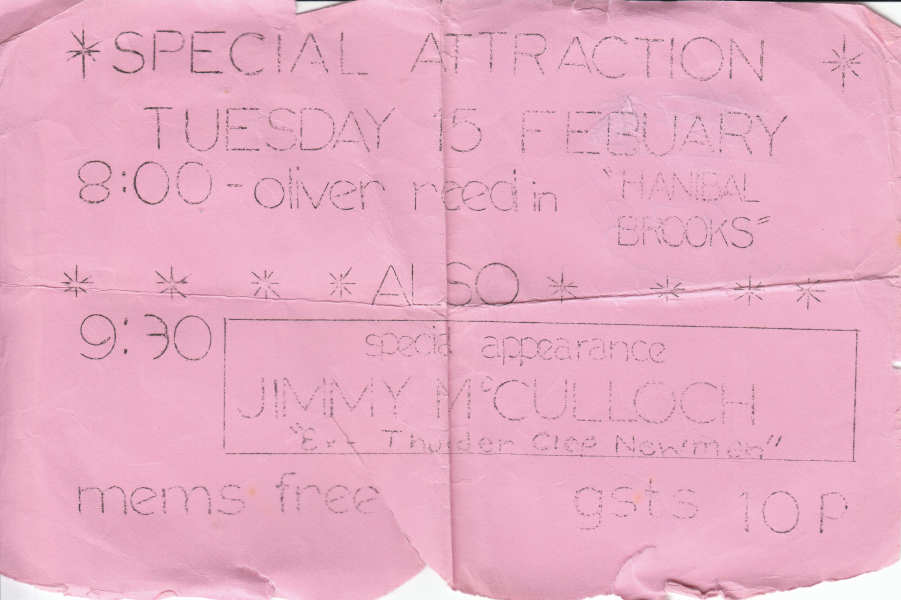 * SPECIAL ATTRACTION *
TUESDAY 15 FEBUARY
8:00 - oliver reed in "HANIBAL
BROOKS"
* * * * ALSO * * * *
9:30
special appearance
JIMMY McCULLOCH
"Ex- Thunder Clap Newman"
mems free gsts 10p